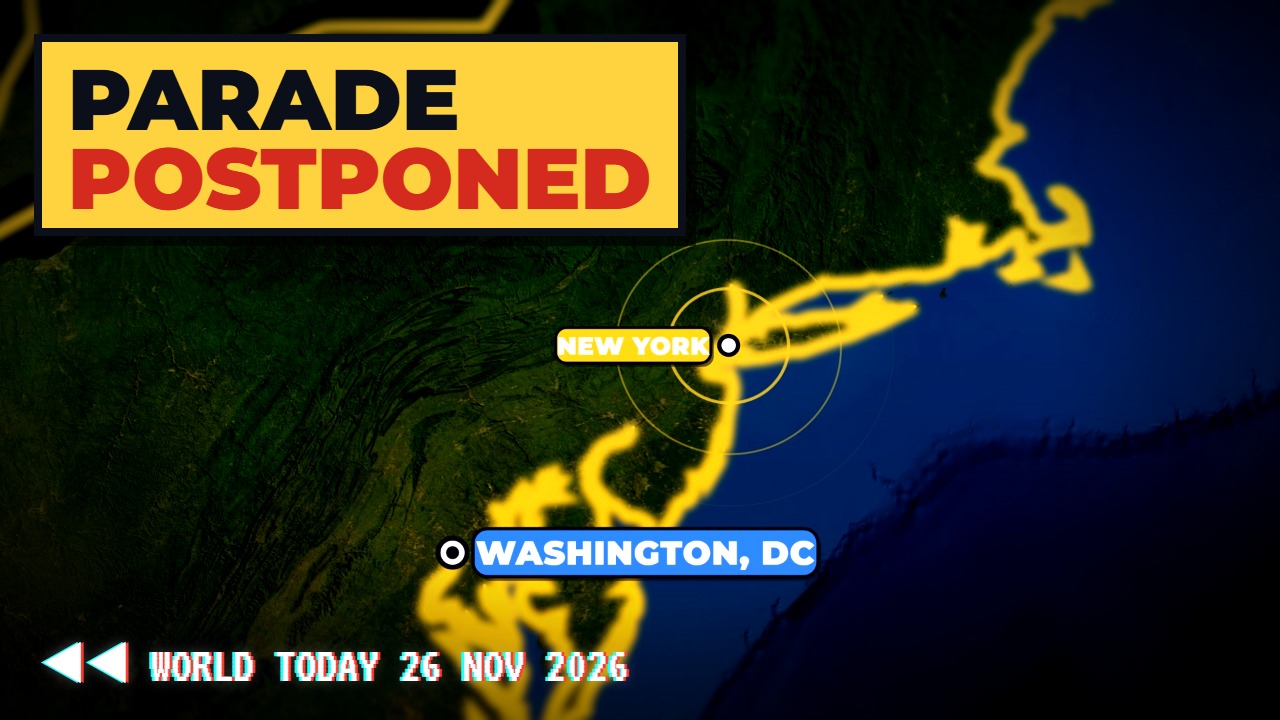 PARADE
POSTPONED
NEW YORK
WASHINGTON, DC
WORLD TODAY 26 NOV 2026